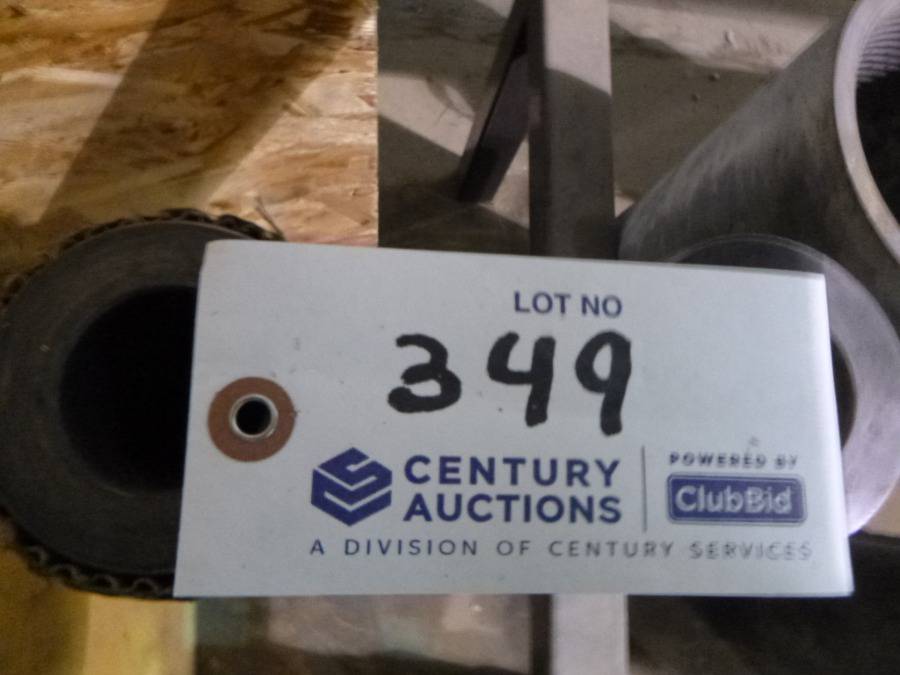 LOT NO
349
CENTURY
AUCTIONS
POWERED BY
ClubBid
A DIVISION OF CENTURY SERVICES